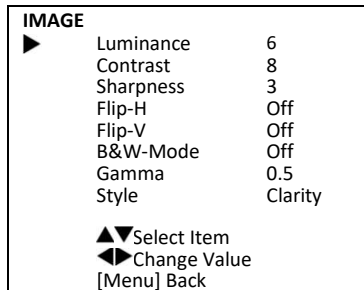 IMAGE
▶ Luminance 6
Contrast 8
Sharpness 3
Flip-H Off
Flip-V Off
B&W-Mode Off
Gamma 0.5
Style Clarity
▲▼Select Item
◀▶Change Value
[Menu] Back